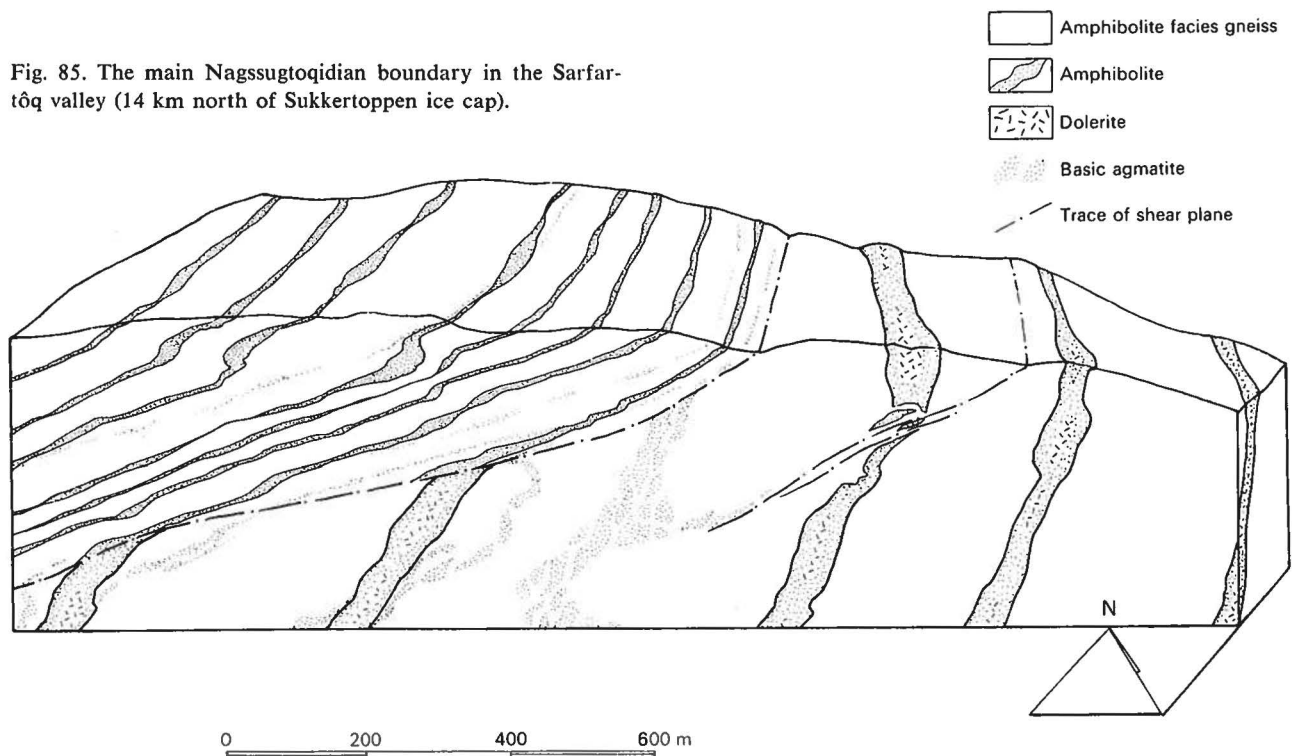 Fig. 85. The main Nagssugtoqidian boundary in the Sarfar-
tôq valley (14 km north of Sukkertoppen ice cap).
Amphibolite facies gneiss
Amphibolite
Dolerite
Basic agmatite
Trace of shear plane
N
0 200 400 600 m